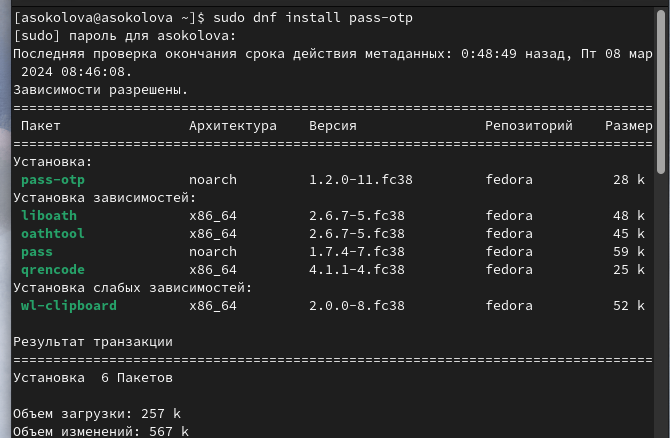 [asokolova@asokolova ~]$ sudo dnf install pass-otp
[sudo] пароль для asokolova:
Последняя проверка окончания срока действия метаданных: 0:48:49 назад, Пт 08 мар
 2024 08:46:08.
Зависимости разрешены.
================================================================================
 Пакет                Архитектура    Версия                Репозиторий    Размер
================================================================================
Установка:
 pass-otp             noarch         1.2.0-11.fc38         fedora          28 k
Установка зависимостей:
 liboath              x86_64         2.6.7-5.fc38          fedora          48 k
 oathtool             x86_64         2.6.7-5.fc38          fedora          45 k
 pass                 noarch         1.7.4-7.fc38          fedora          59 k
 qrencode             x86_64         4.1.1-4.fc38          fedora          25 k
Установка слабых зависимостей:
 wl-clipboard         x86_64         2.0.0-8.fc38          fedora          52 k

Результат транзакции
================================================================================
Установка  6 Пакетов

Объем загрузки: 257 k
Объем изменений: 567 k